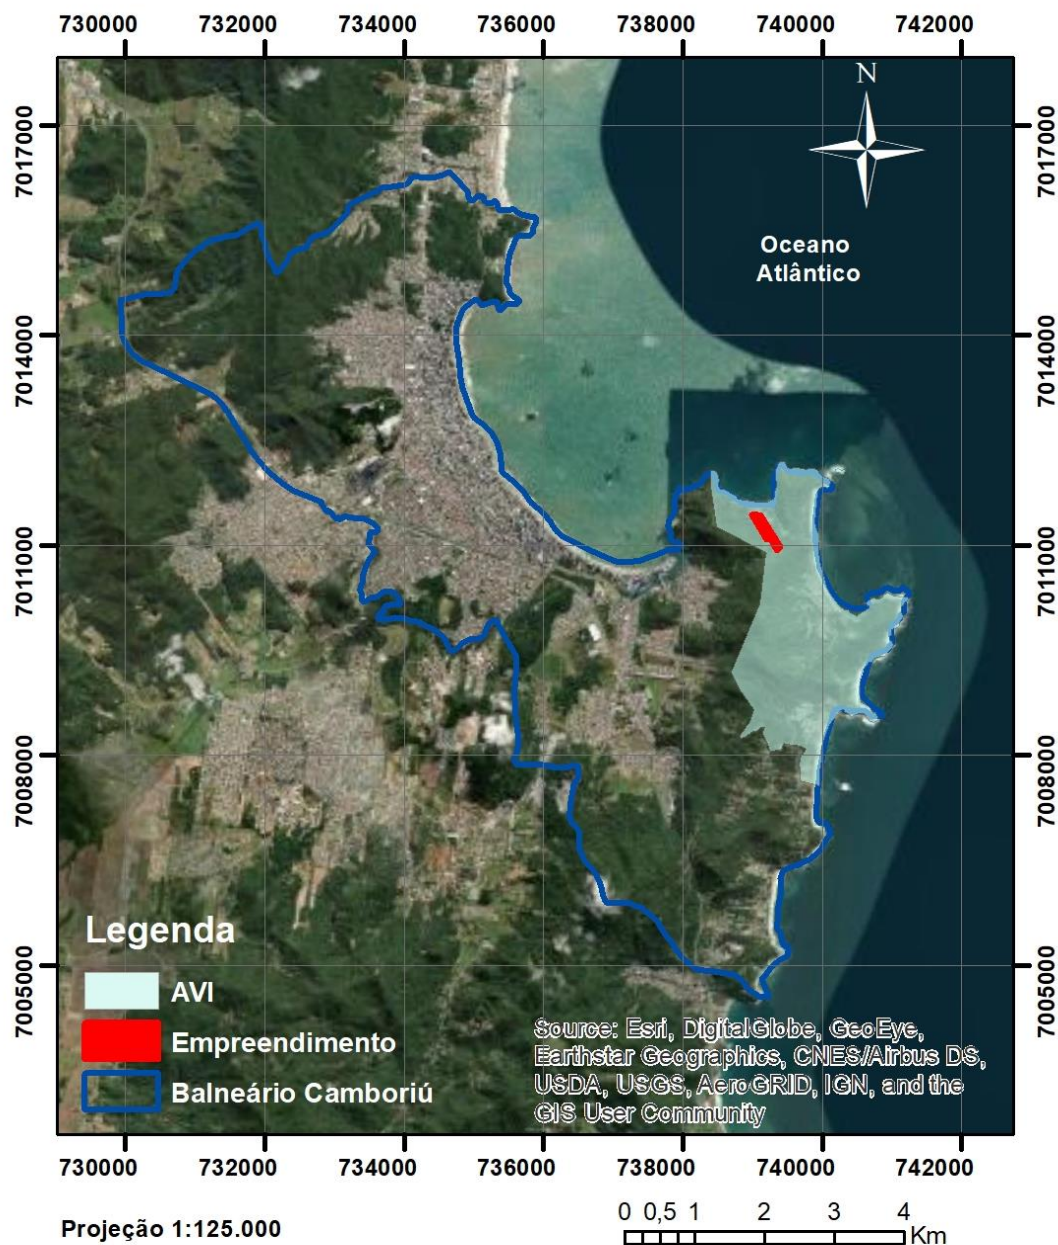 730000 732000 734000 736000 738000 740000 742000
N
7017000 7017000
Oceano
Atlântico
7014000 7014000
7011000 7011000
7008000 7008000
Legenda
7005000 7005000
AVI
Empreendimento
Balneário Camboriú
Source: Esri, DigitalGlobe, GeoEye,
Earthstar Geographics, CNES/Airbus DS,
USDA, USGS, AeroGRID, IGN, and the
GIS User Community
730000 732000 734000 736000 738000 740000 742000
Projeção 1:125.000
0 0,5 1 2 3 4
Km